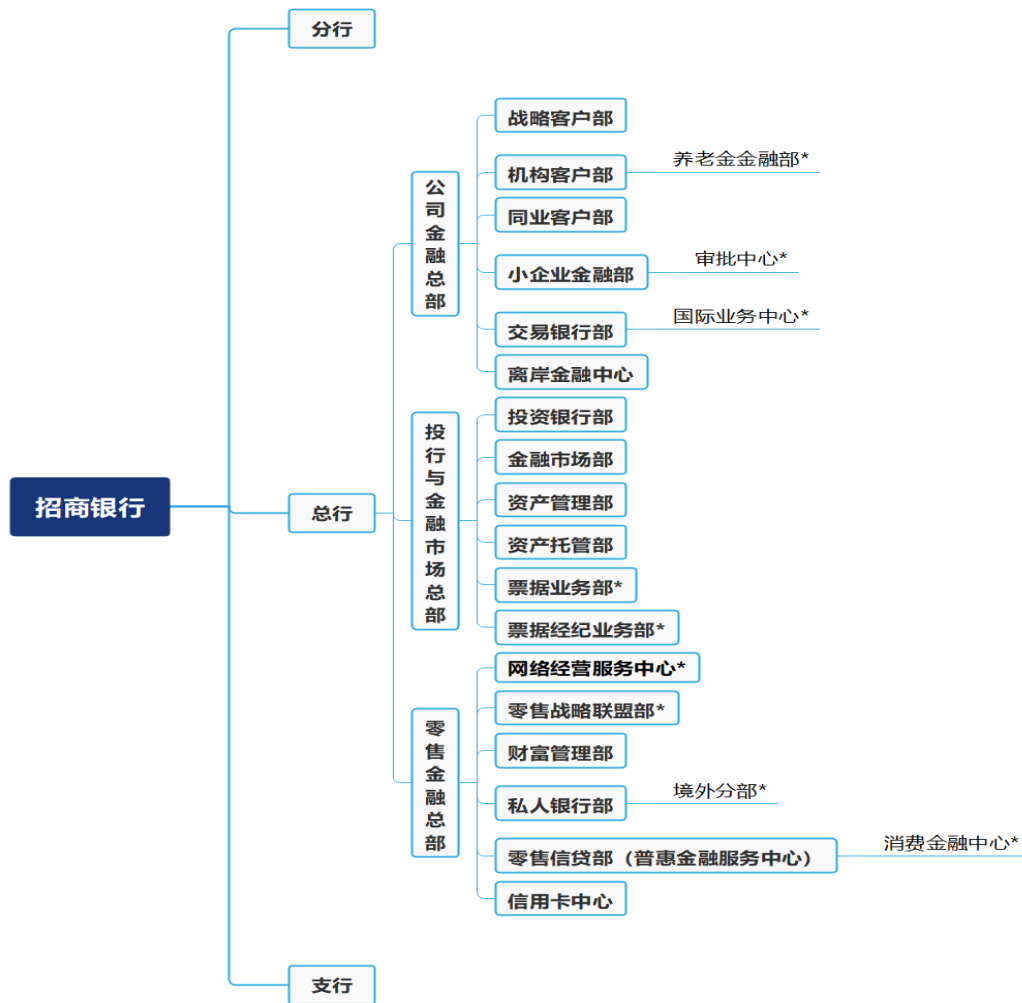 分行
战略客户部
养老金金融部*
机构客户部
公司金融总部
同业客户部
审批中心*
小企业金融部
国际业务中心*
交易银行部
离岸金融中心
投资银行部
投行与金融市场总部
金融市场部
资产管理部
招商银行
总行
资产托管部
票据业务部*
票据经纪业务部*
网络经营服务中心*
零售战略联盟部*
零售金融总部
财富管理部
境外分部*
私人银行部
消费金融中心*
零售信贷部（普惠金融服务中心）
信用卡中心
支行